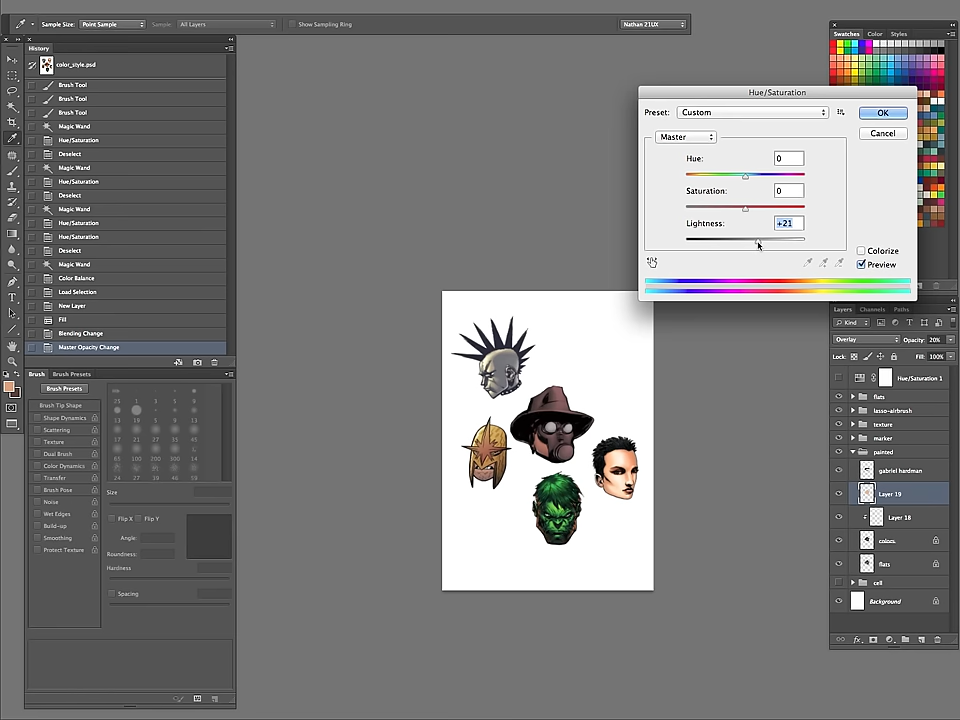 Sample Size: Point Sample Sample: All Layers Show Sampling Ring Nathan 21UX
History
color_style.psd
Brush Tool
Brush Tool
Brush Tool
Magic Wand
Hue/Saturation
Deselect
Magic Wand
Hue/Saturation
Deselect
Magic Wand
Hue/Saturation
Hue/Saturation
Deselect
Magic Wand
Color Balance
Load Selection
New Layer
Fill
Blending Change
Master Opacity Change
Brush Brush Presets
Brush Presets
Brush Tip Shape
Shape Dynamics
Scattering
Texture
Dual Brush
Color Dynamics
Transfer
Brush Pose
Noise
Wet Edges
Build-up
Smoothing
Protect Texture
Size
Flip X Flip Y
Angle:
Roundness:
Hardness
Spacing
Swatches Color Styles
Hue/Saturation
Preset: Custom
OK
Cancel
Master
Hue: 0
Saturation: 0
Lightness: +21
Colorize
Preview
Layers Channels Paths
Kind
Overlay Opacity: 20%
Lock: Fill: 100%
Hue/Saturation 1
flats
lasso-airbrush
texture
marker
painted
gabriel hardman
Layer 19
Layer 18
colors
flats
cell
Background